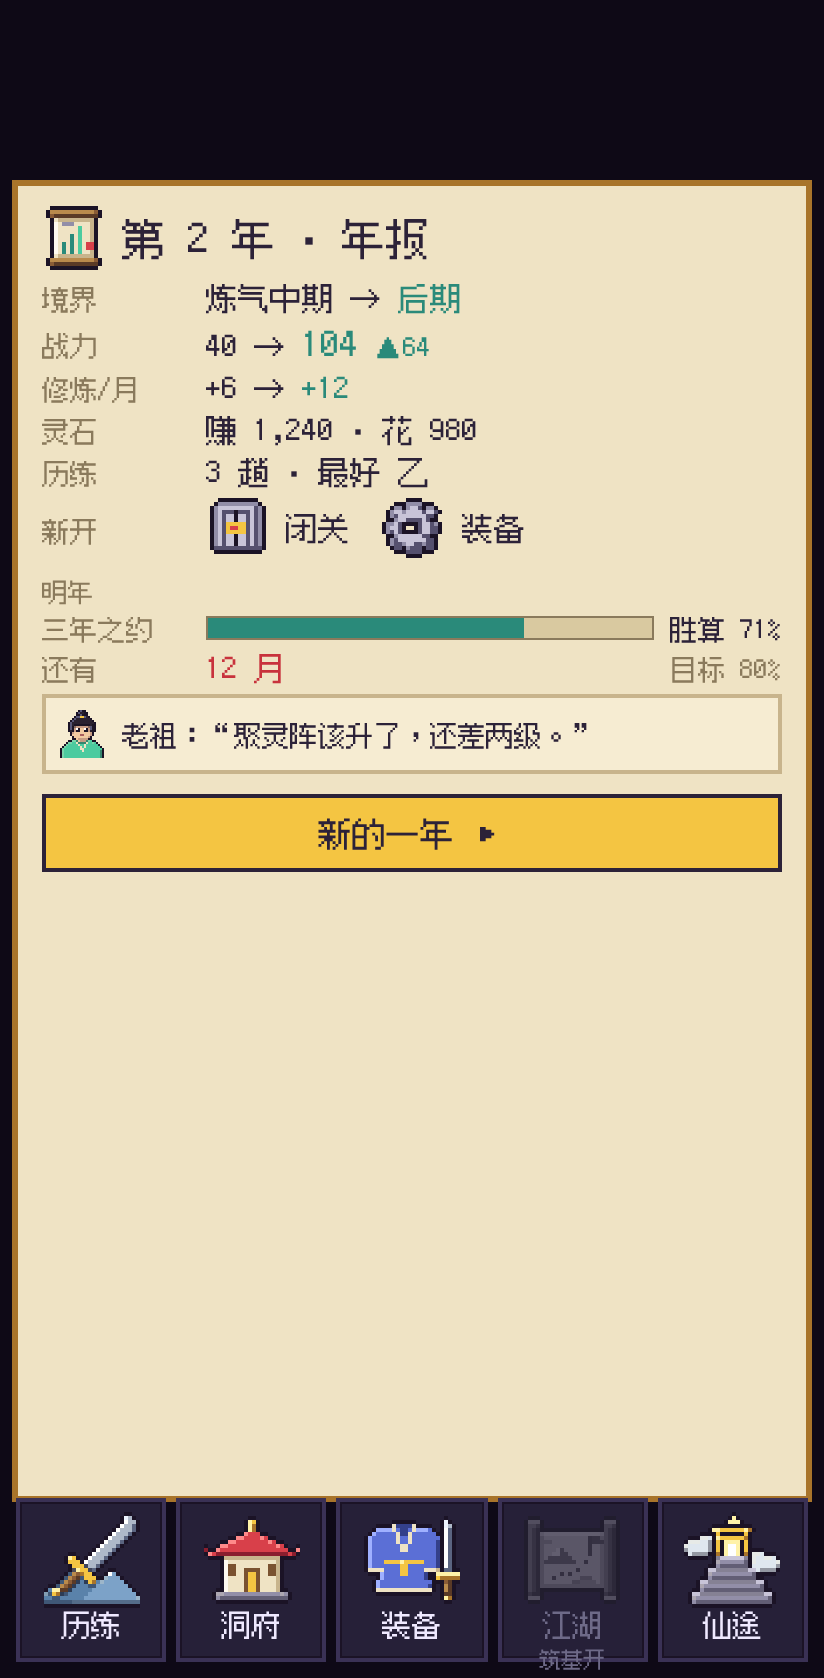 第 2 年 · 年报
境界 炼气中期 → 后期
战力 40 → 104 ▲64
修炼/月 +6 → +12
灵石 赚 1,240 · 花 980
历练 3 趟 · 最好 乙
新开 闭关 装备
明年
三年之约 胜算 71%
还有 12 月 目标 80%
老祖：“聚灵阵该升了，还差两级。”
新的一年 ▶
历练 洞府 装备 江湖 仙途
筑基开